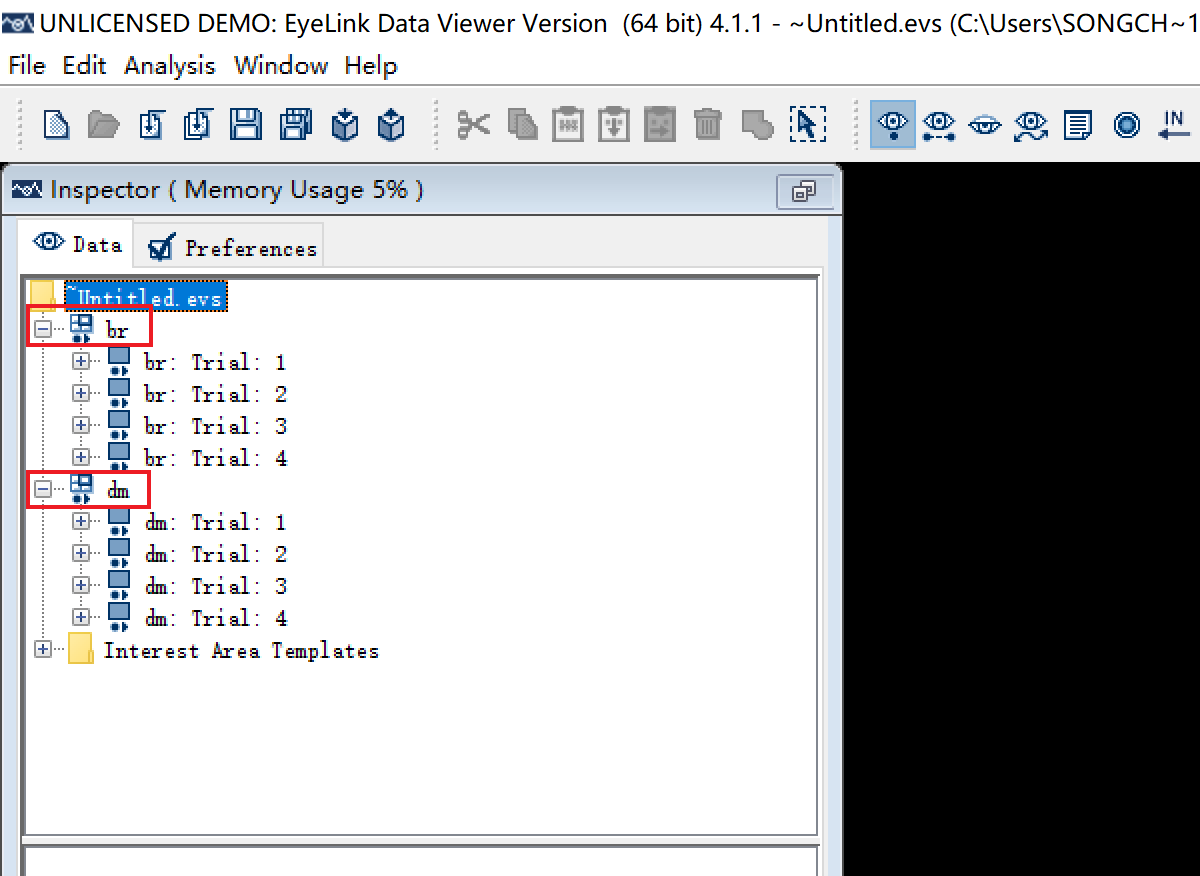 UNLICENSED DEMO: EyeLink Data Viewer Version  (64 bit) 4.1.1 - ~Untitled.evs (C:\Users\SONGCH~1
File Edit Analysis Window Help
IN
Inspector ( Memory Usage 5% )
Data Preferences
~Untitled.evs
br
br: Trial: 1
br: Trial: 2
br: Trial: 3
br: Trial: 4
dm
dm: Trial: 1
dm: Trial: 2
dm: Trial: 3
dm: Trial: 4
Interest Area Templates